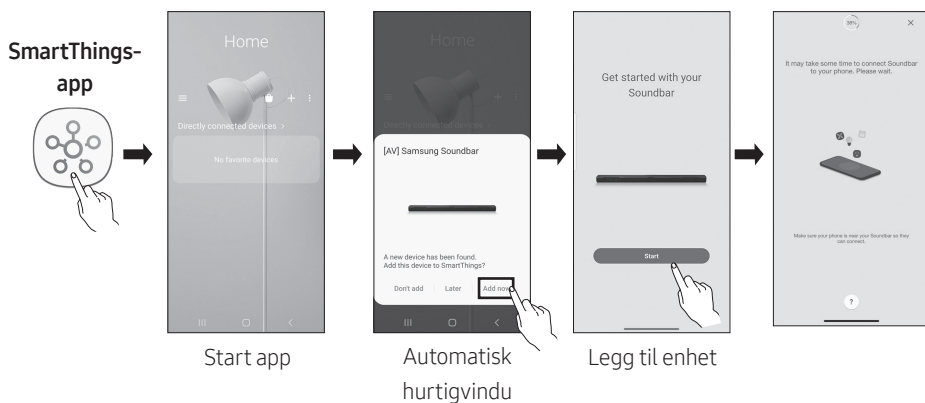 SmartThings-
app
Home
Directly connected devices >
No favorite devices
Start app
Home
Directly connected devices >
[AV] Samsung Soundbar
A new device has been found.
Add this device to SmartThings?
Don't add
Later
Add now
Automatisk
hurtigvindu
Get started with your
Soundbar
Start
Legg til enhet
It may take some time to connect Soundbar
to your phone. Please wait.
Make sure your phone is near your Soundbar so they
can connect.
?